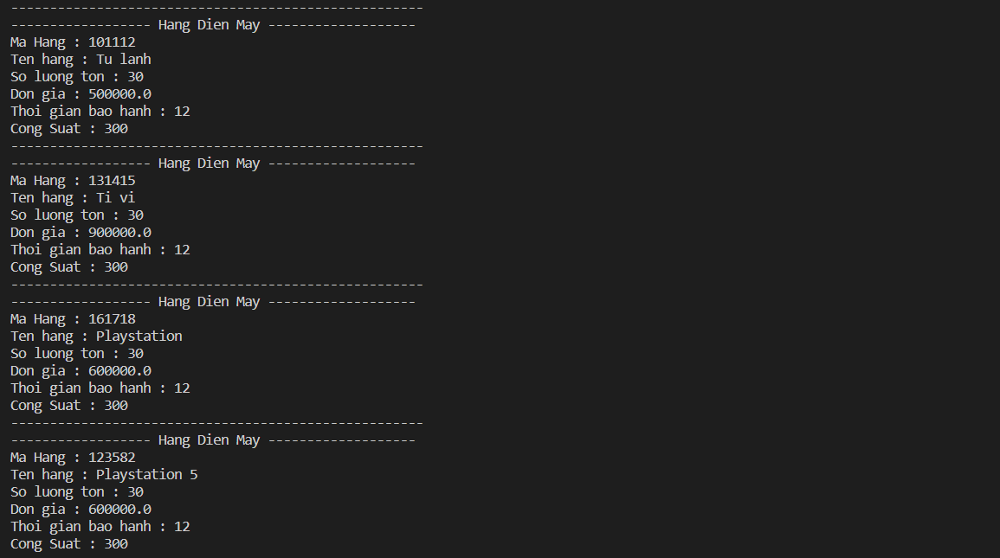 -----------------------------------------------------
------------------ Hang Dien May -------------------
Ma Hang : 101112
Ten hang : Tu lanh
So luong ton : 30
Don gia : 500000.0
Thoi gian bao hanh : 12
Cong Suat : 300
-----------------------------------------------------
------------------ Hang Dien May -------------------
Ma Hang : 131415
Ten hang : Ti vi
So luong ton : 30
Don gia : 900000.0
Thoi gian bao hanh : 12
Cong Suat : 300
-----------------------------------------------------
------------------ Hang Dien May -------------------
Ma Hang : 161718
Ten hang : Playstation
So luong ton : 30
Don gia : 600000.0
Thoi gian bao hanh : 12
Cong Suat : 300
-----------------------------------------------------
------------------ Hang Dien May -------------------
Ma Hang : 123582
Ten hang : Playstation 5
So luong ton : 30
Don gia : 600000.0
Thoi gian bao hanh : 12
Cong Suat : 300